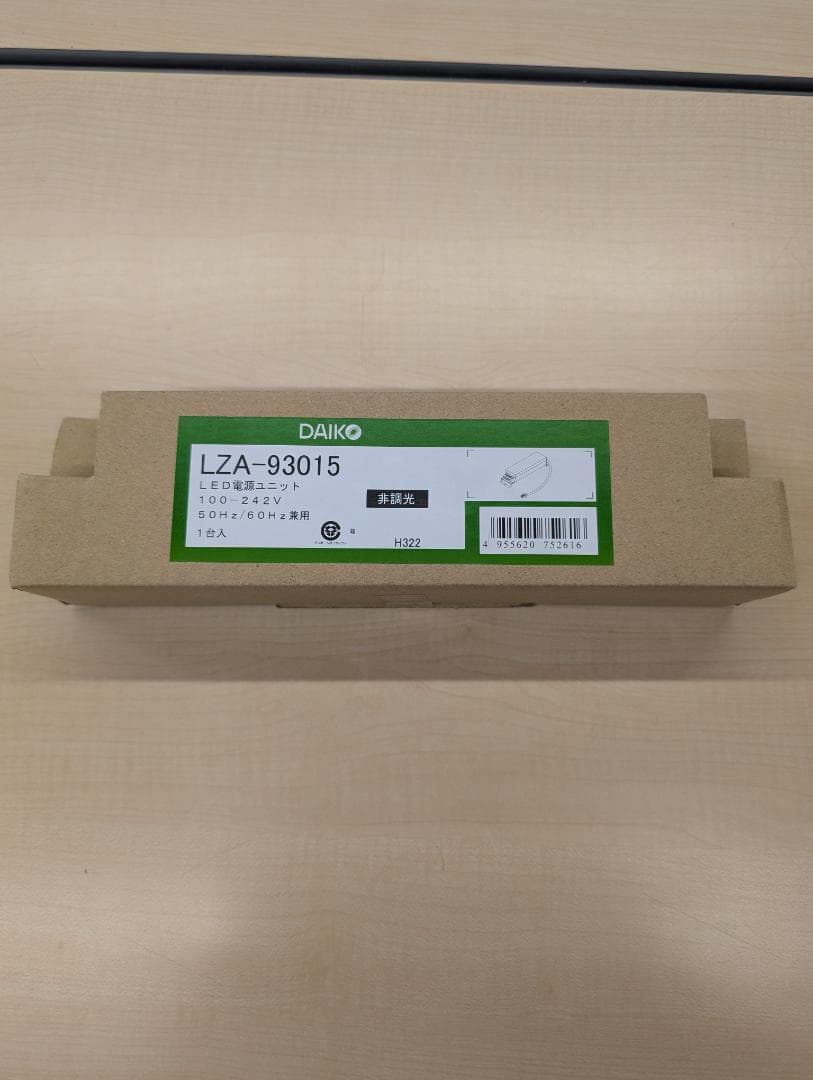 DAIKO
LZA-93015
LED電源ユニット
100-242V
50Hz/60Hz兼用
1台入
非調光
H322
4 955620 752616